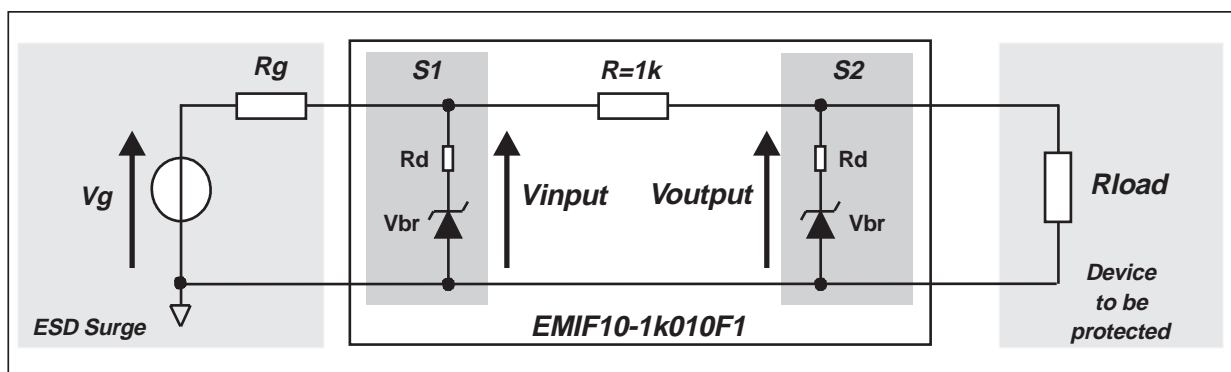 Rg
S1
R=1k
S2
Rd
Rd
Vg
Vinput
Voutput
Rload
Vbr
Vbr
ESD Surge
EMIF10-1k010F1
Device
to be
protected